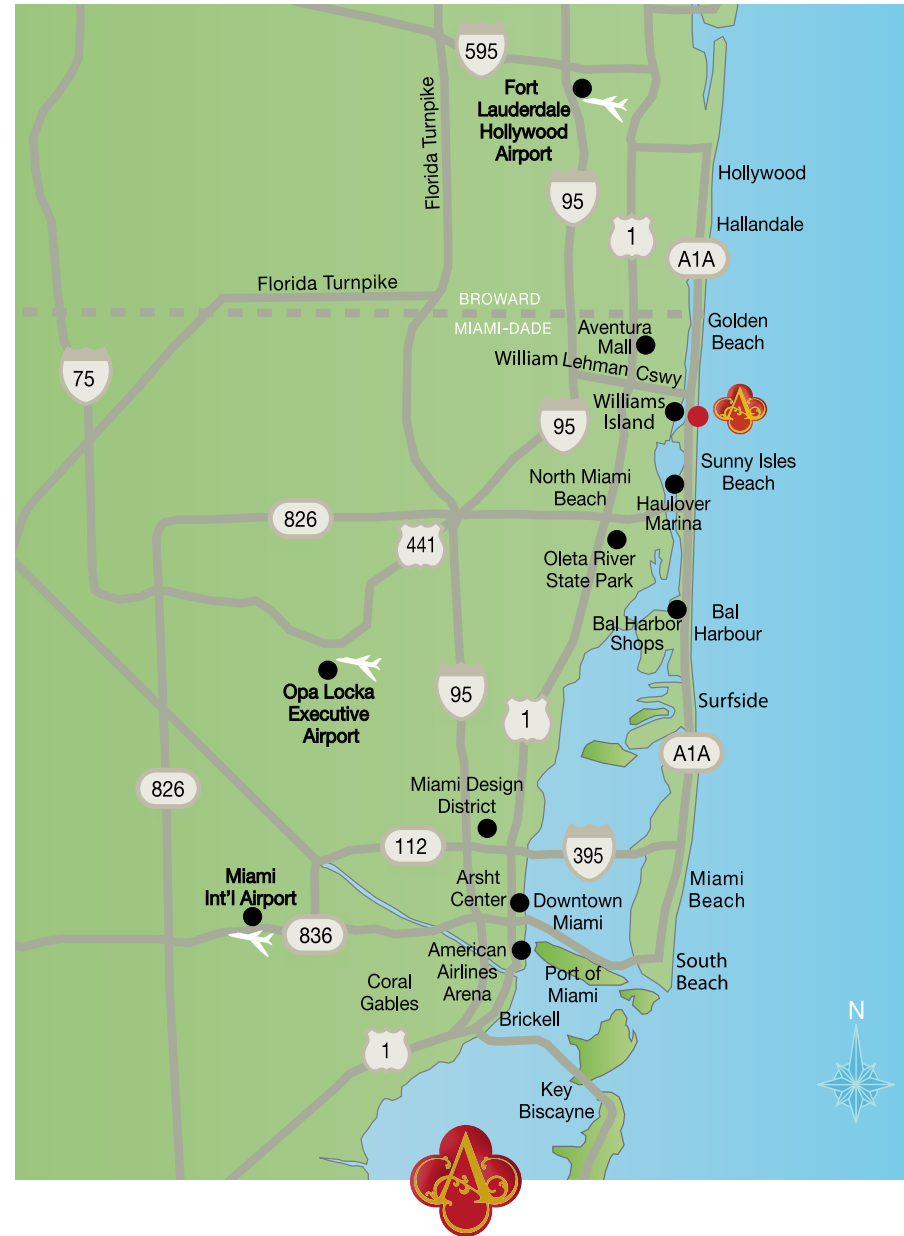 595
Florida Turnpike
Fort
Lauderdale
Hollywood
Airport
Hollywood
95
1
Hallandale
A1A
Florida Turnpike
BROWARD
MIAMI-DADE
Golden
Beach
Aventura
Mall
William Lehman Cswy
75
Williams
Island
A
95
Sunny Isles
Beach
North Miami
Beach
Haulover
Marina
826
441
Oleta River
State Park
Bal Harbor
Shops
Bal
Harbour
Opa Locka
Executive
Airport
95
1
Surfside
A1A
826
Miami Design
District
112
395
Miami
Int'l Airport
Arsht
Center
Downtown
Miami
Miami
Beach
836
American
Airlines
Arena
Port of
Miami
South
Beach
Coral
Gables
Brickell
N
1
Key
Biscayne
A